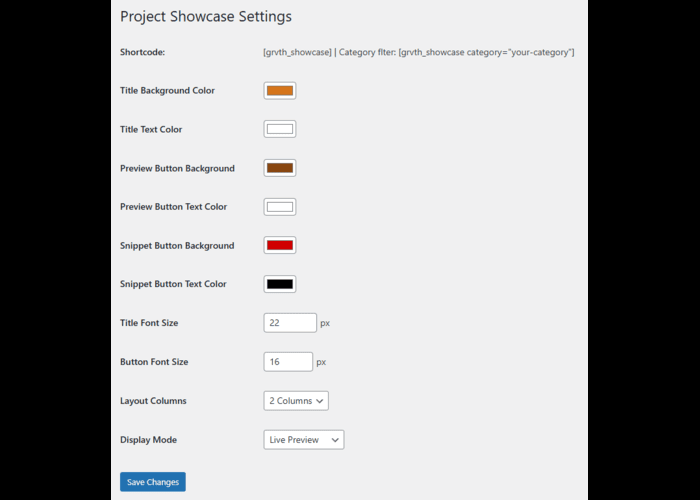 Project Showcase Settings
Shortcode: [grvth_showcase] | Category flter: [grvth_showcase category="your-category"]
Title Background Color
Title Text Color
Preview Button Background
Preview Button Text Color
Snippet Button Background
Snippet Button Text Color
Title Font Size 22 px
Button Font Size 16 px
Layout Columns 2 Columns
Display Mode Live Preview
Save Changes